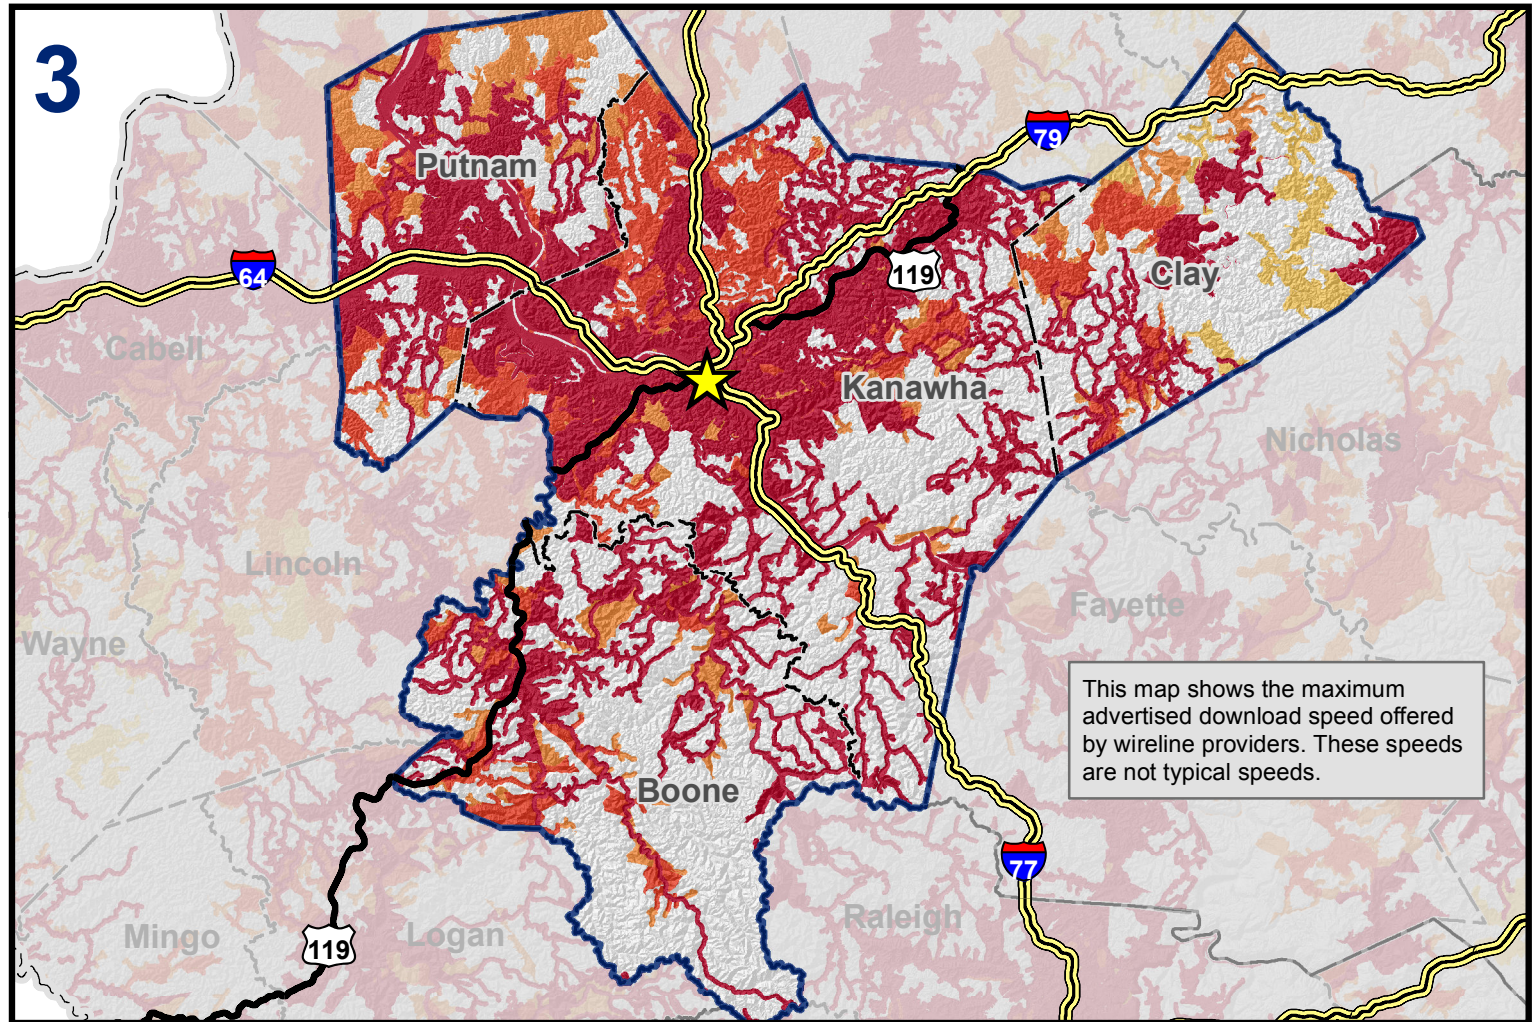 3
Putnam
79
64
119
Clay
Cabell
Kanawha
Nicholas
Lincoln
Fayette
Wayne
This map shows the maximum
advertised download speed offered
by wireline providers. These speeds
are not typical speeds.
Boone
77
Raleigh
Mingo
119
Logan